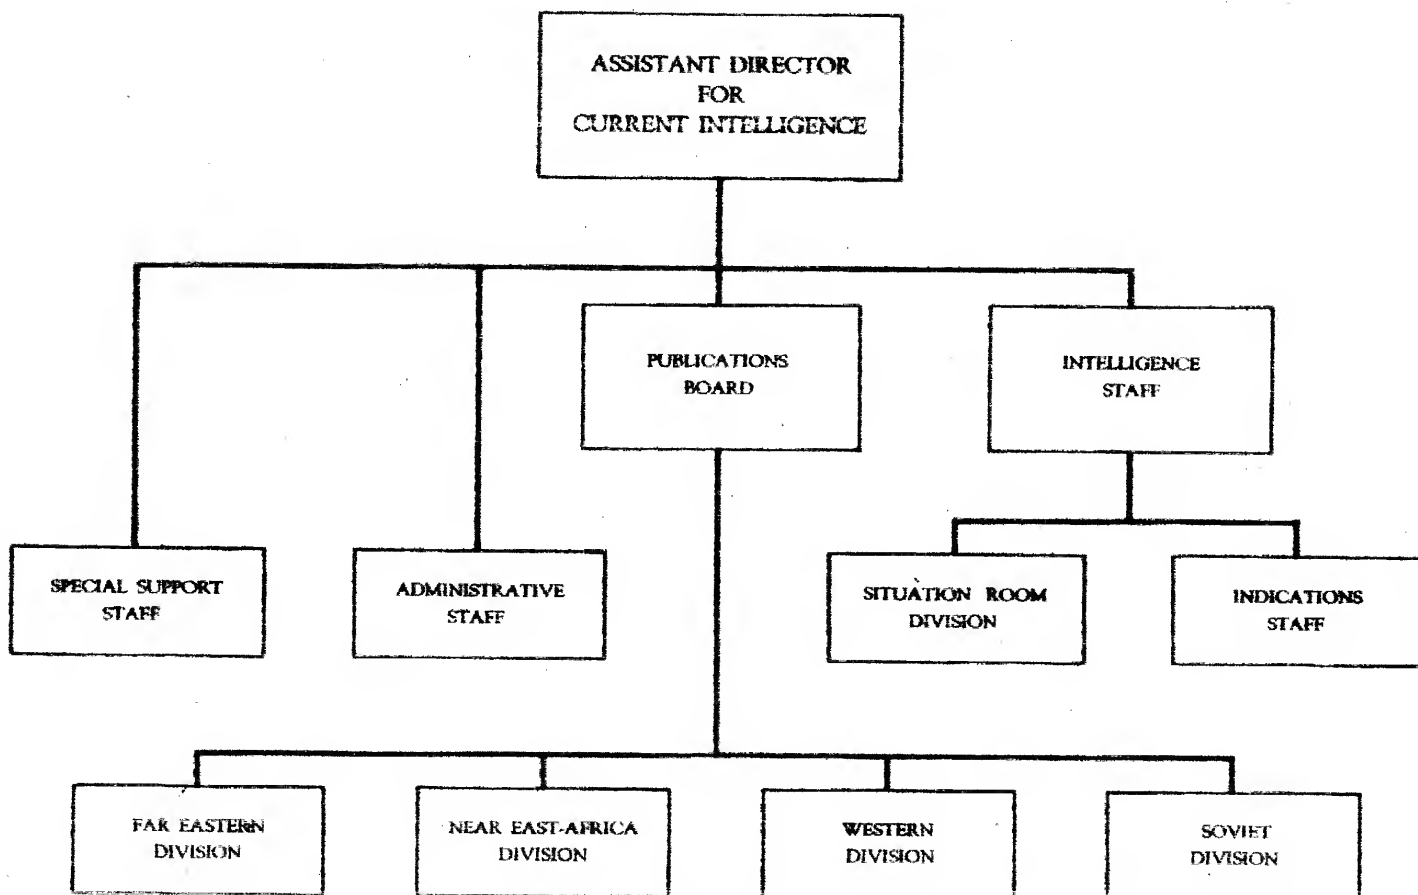 ASSISTANT DIRECTOR
FOR
CURRENT INTELLIGENCE
PUBLICATIONS
BOARD
INTELLIGENCE
STAFF
SPECIAL SUPPORT
STAFF
ADMINISTRATIVE
STAFF
SITUATION ROOM
DIVISION
INDICATIONS
STAFF
FAR EASTERN
DIVISION
NEAR EAST-AFRICA
DIVISION
WESTERN
DIVISION
SOVIET
DIVISION